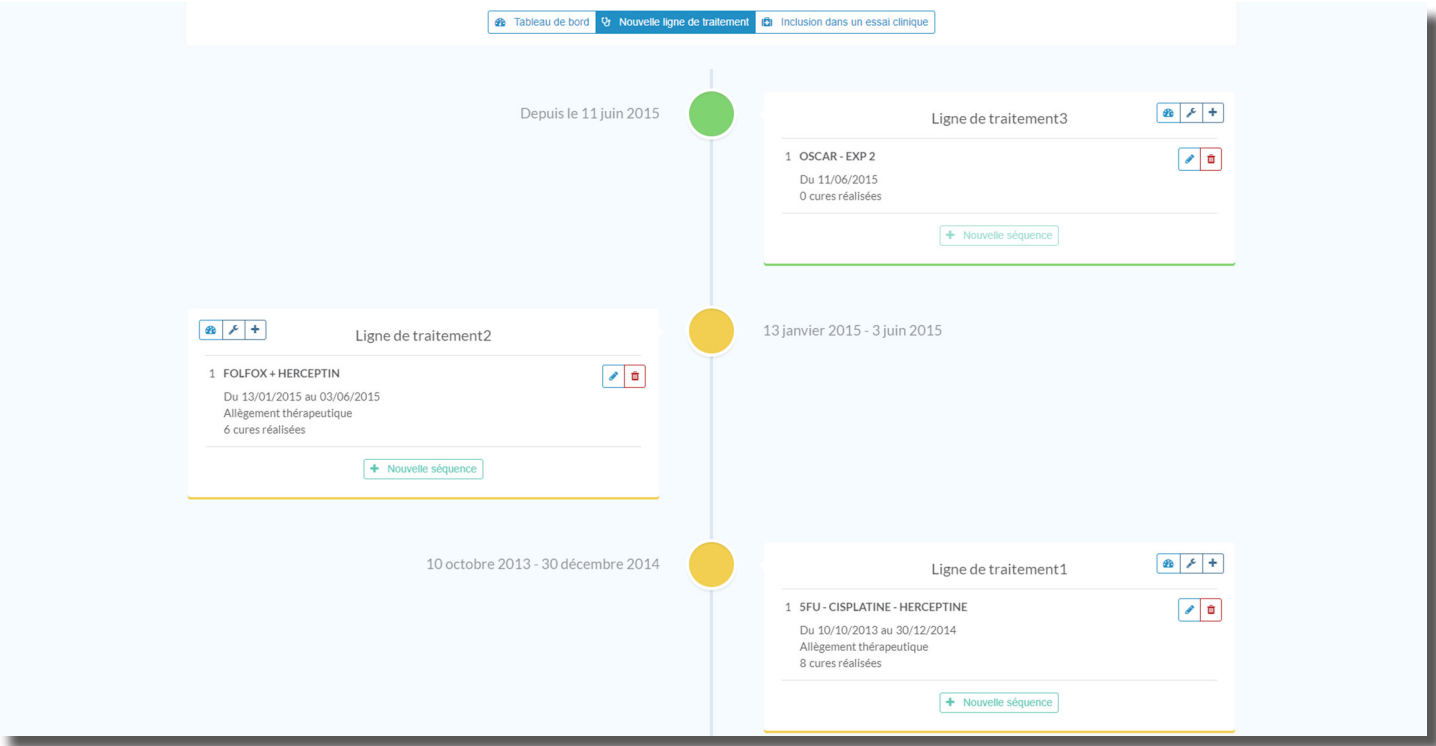 Tableau de bord Nouvelle ligne de traitement Inclusion dans un essai clinique
Depuis le 11 juin 2015
Ligne de traitement3
1 OSCAR - EXP 2
Du 11/06/2015
0 cures réalisées
Nouvelle séquence
13 janvier 2015 - 3 juin 2015
Ligne de traitement2
1 FOLFOX + HERCEPTIN
Du 13/01/2015 au 03/06/2015
Allègement thérapeutique
6 cures réalisées
Nouvelle séquence
10 octobre 2013 - 30 décembre 2014
Ligne de traitement1
1 5FU - CISPLATINE - HERCEPTINE
Du 10/10/2013 au 30/12/2014
Allègement thérapeutique
8 cures réalisées
Nouvelle séquence